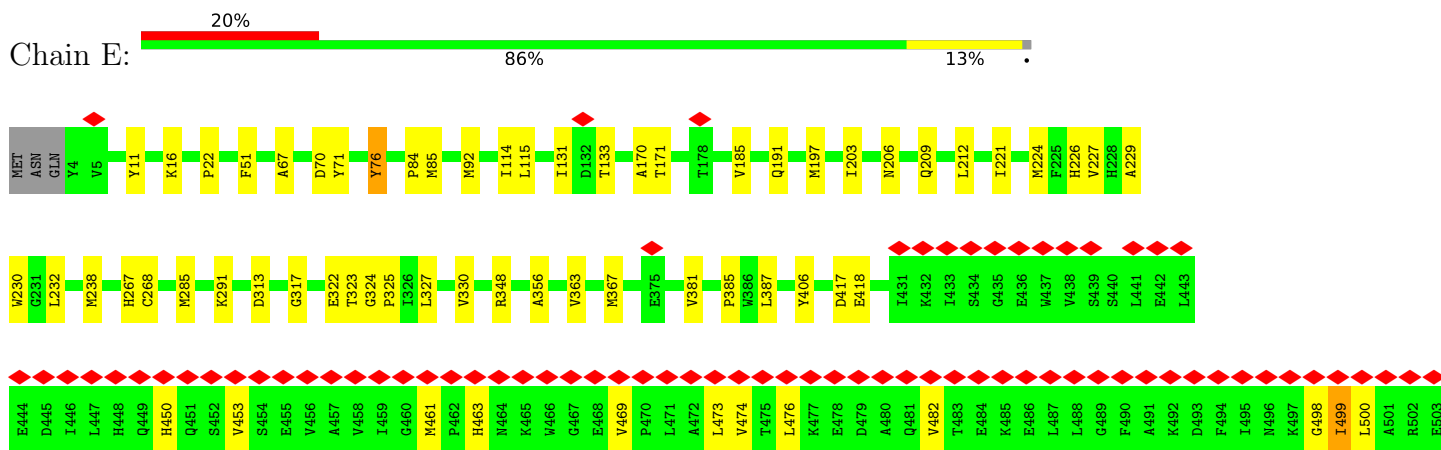 20%
Chain E:
86% 13% •
MET ASN GLN Y4 V5 Y11 K16 P22 F51 A67 D70 Y71 Y76 P84 M85 M92 I114 L115 I131 D132 T133 A170 T171 T178 V185 Q191 M197 I203 N206 Q209 L212 I221 M224 F225 H226 V227 H228 A229
W230 G231 L232 M238 H267 C268 M285 K291 D313 G317 E322 T323 G324 P325 I326 L327 V330 R348 A356 V363 M367 E375 V381 P385 W386 L387 Y406 D417 E418 I431 K432 I433 S434 G435 E436 W437 V438 S439 S440 L441 E442 L443
E444 D445 I446 L447 H448 Q449 H450 Q451 S452 V453 S454 E455 V456 A457 V458 I459 G460 M461 P462 H463 N464 K465 W466 G467 E468 V469 P470 L471 A472 L473 V474 T475 L476 K477 E478 D479 A480 Q481 V482 T483 E484 K485 E486 L487 L488 G489 F490 A491 K492 D493 F494 I495 N496 K497 G498 I499 L500 A501 R502 E503